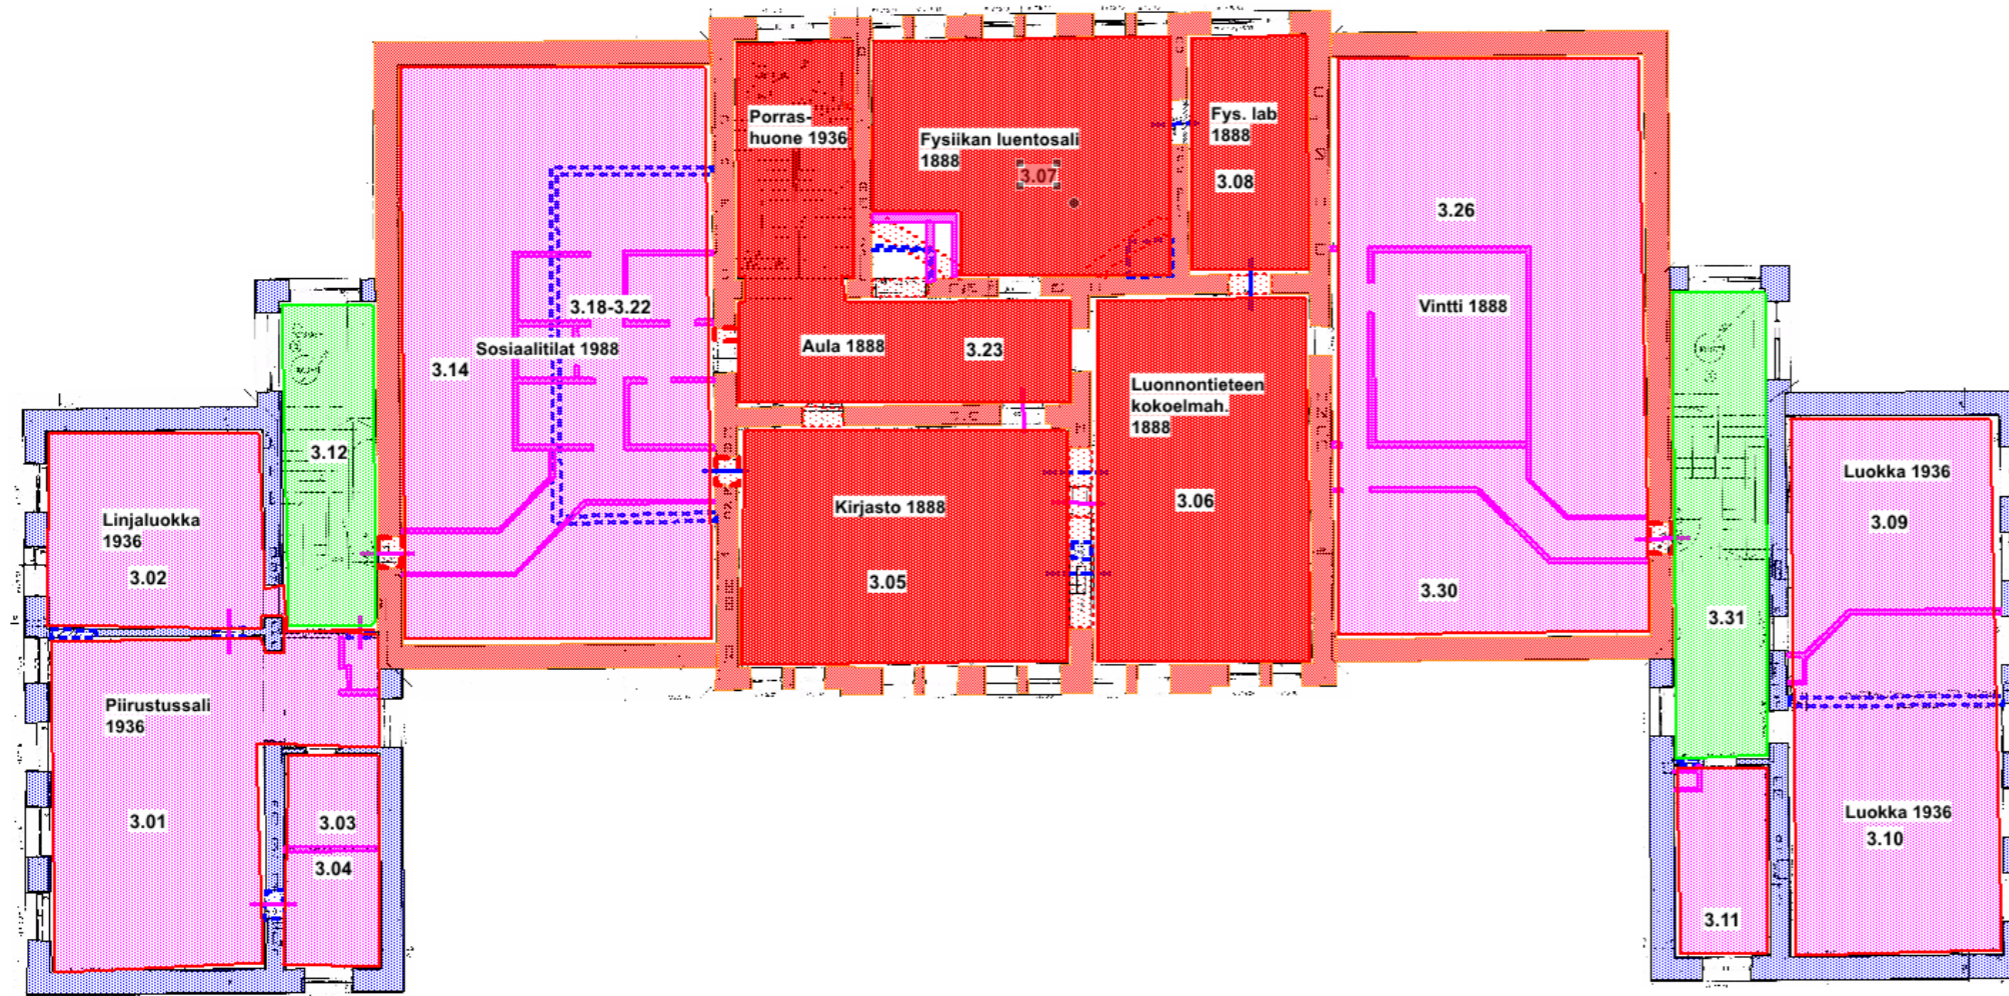 Porras-
huone 1936
Fysiikan luentosali
1888
3.07
Fys. lab
1888
3.08
3.26
Vintti 1888
3.18-3.22
Sosiaalitilat 1988
3.14
Aula 1888
3.23
Luonnontieteen
kokoelmah.
1888
3.06
Kirjasto 1888
3.05
3.30
3.12
Linjaluokka
1936
3.02
Piirustussali
1936
3.01
3.03
3.04
3.31
Luokka 1936
3.09
Luokka 1936
3.10
3.11